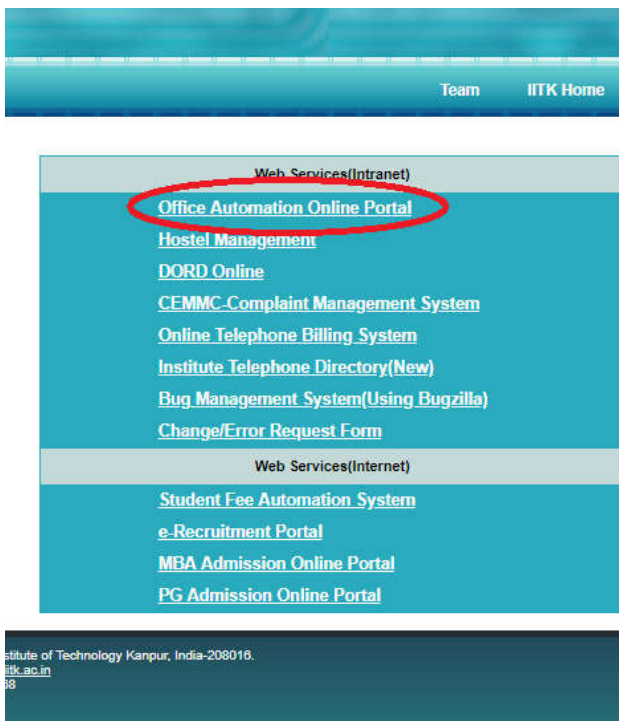 Team IITK Home
Web Services(Intranet)
Office Automation Online Portal
Hostel Management
DORD Online
CEMMC-Complaint Management System
Online Telephone Billing System
Institute Telephone Directory(New)
Bug Management System(Using Bugzilla)
Change/Error Request Form
Web Services(Internet)
Student Fee Automation System
e-Recruitment Portal
MBA Admission Online Portal
PG Admission Online Portal
stitute of Technology Kanpur, India-208016.
iitk.ac.in
38